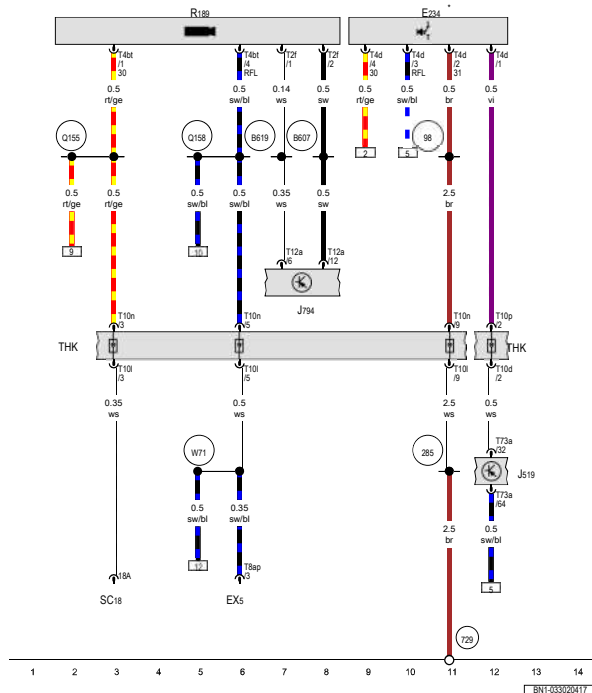 R189
E234 *
T4bt /1 30
T4bt /4 RFL
T2f /1
T2f /2
T4d /4 30
T4d /3 RFL
T4d /2 31
T4d /1
0.5 rt/ge
0.5 sw/bl
0.14 ws
0.5 sw
0.5 rt/ge
0.5 sw/bl
0.5 br
0.5 vi
Q155
Q158
B619
B607
98
2
5
0.5 rt/ge
0.5 rt/ge
0.5 sw/bl
0.5 sw/bl
0.35 ws
0.5 sw
2.5 br
9
10
T12a /6
T12a /12
J794
T10n /3
T10n /5
T10n /9
T10p /2
THK
THK
T10l /3
T10l /5
T10l /9
T10d /2
0.35 ws
0.5 ws
2.5 ws
0.5 ws
W71
285
T73a /32
J519
T73a /64
0.5 sw/bl
0.35 sw/bl
2.5 br
0.5 sw/bl
12
T8ap /3
5
18A
SC18
EX5
729
1 2 3 4 5 6 7 8 9 10 11 12 13 14
BN1-033020417